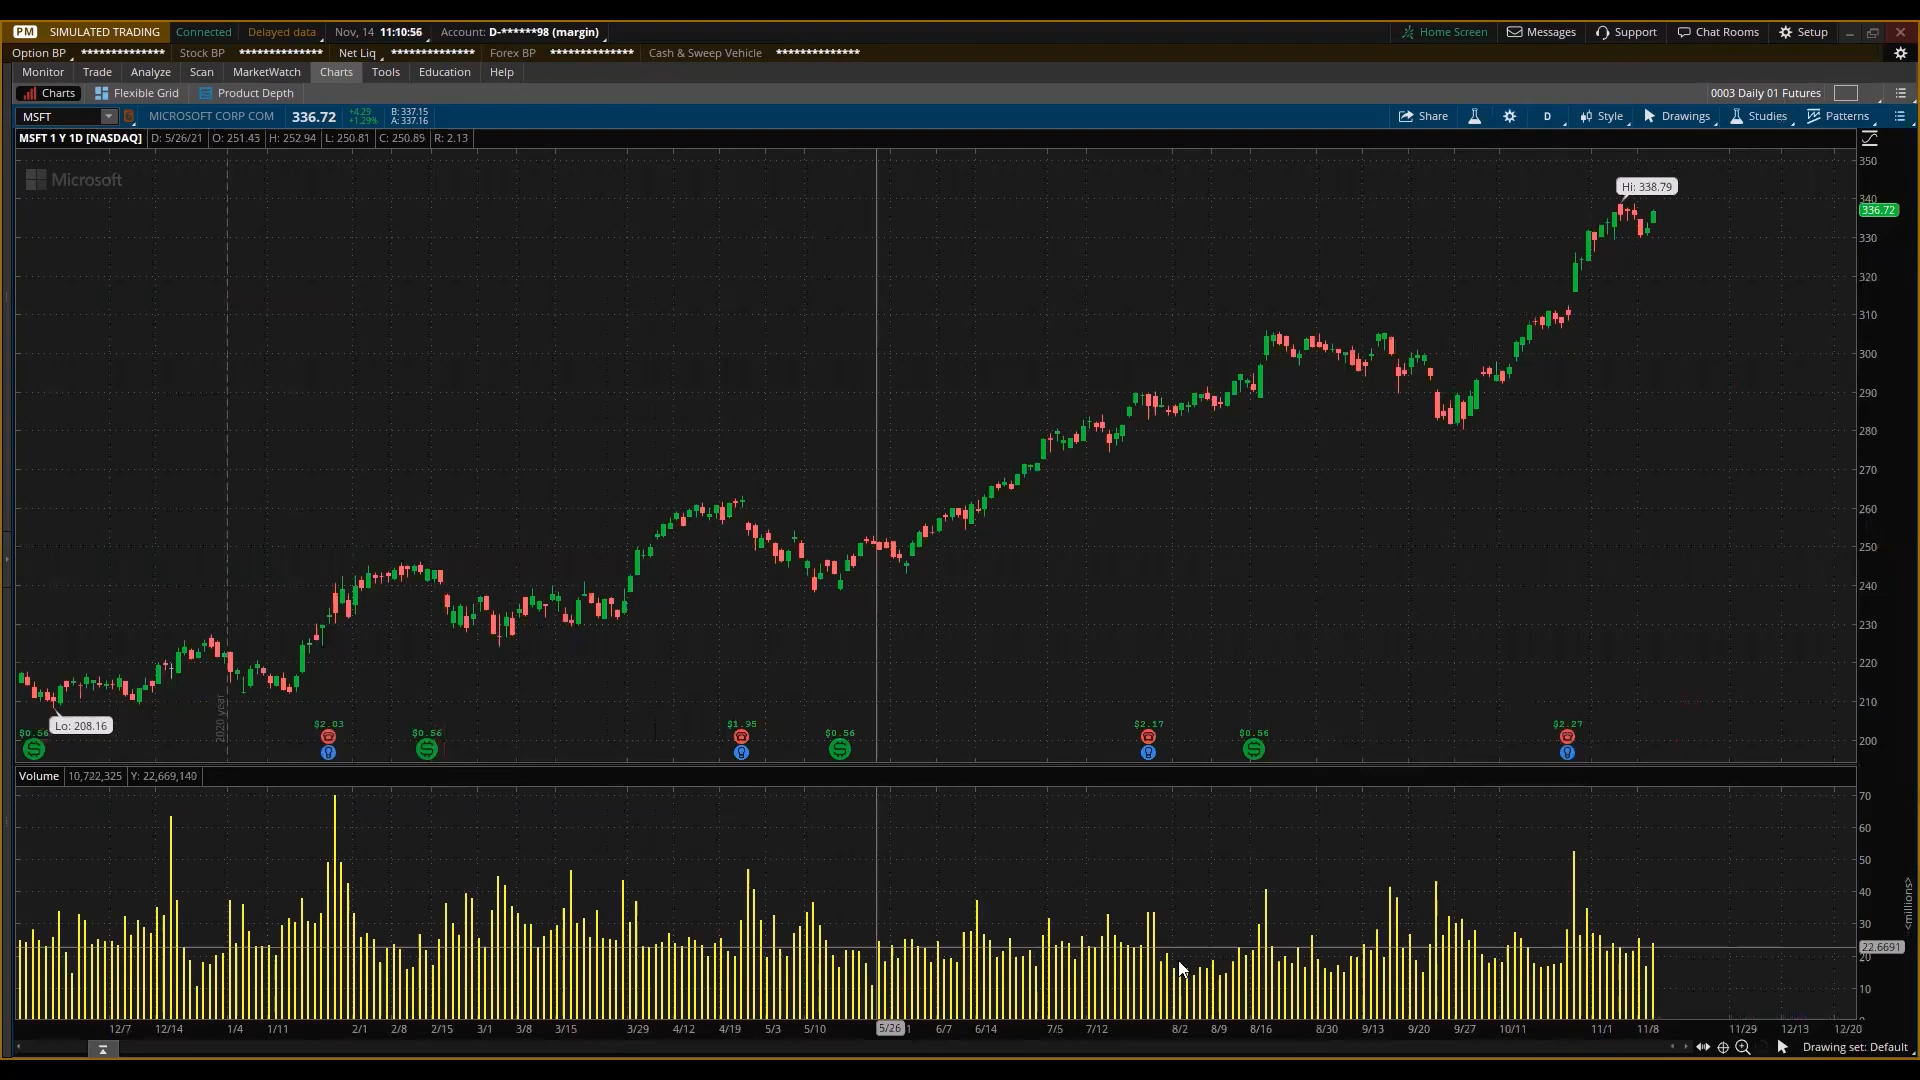 PM SIMULATED TRADING Connected Delayed data Nov, 14 11:10:56 Account: D-******98 (margin) Home Screen Messages Support Chat Rooms Setup
Option BP ************* Stock BP ************* Net Liq ************* Forex BP ************* Cash & Sweep Vehicle *************
Monitor Trade Analyze Scan MarketWatch Charts Tools Education Help
Charts Flexible Grid Product Depth 0003 Daily 01 Futures
MSFT MICROSOFT CORP COM 336.72 +4.29 +1.29% B: 337.15 A: 337.16 Share D Style Drawings Studies Patterns
MSFT 1 Y 1D [NASDAQ] D: 5/26/21 O: 251.43 H: 252.94 L: 250.81 C: 250.89 R: 2.13
Microsoft
350
Hi: 338.79
340
336.72
330
320
310
300
290
280
270
260
250
240
230
220
210
2020 year
Lo: 208.16
$0.56 $2.03 $0.56 $1.95 $0.56 $2.17 $0.56 $2.27
200
Volume 10,722,325 Y: 22,669,140
70
60
50
40
30
22.6691
20
10
<millions>
12/7 12/14 1/4 1/11 2/1 2/8 2/15 3/1 3/8 3/15 3/29 4/12 4/19 5/3 5/10 5/26 1 6/7 6/14 7/5 7/12 8/2 8/9 8/16 8/30 9/13 9/20 9/27 10/11 11/1 11/8 11/29 12/13 12/20
Drawing set: Default